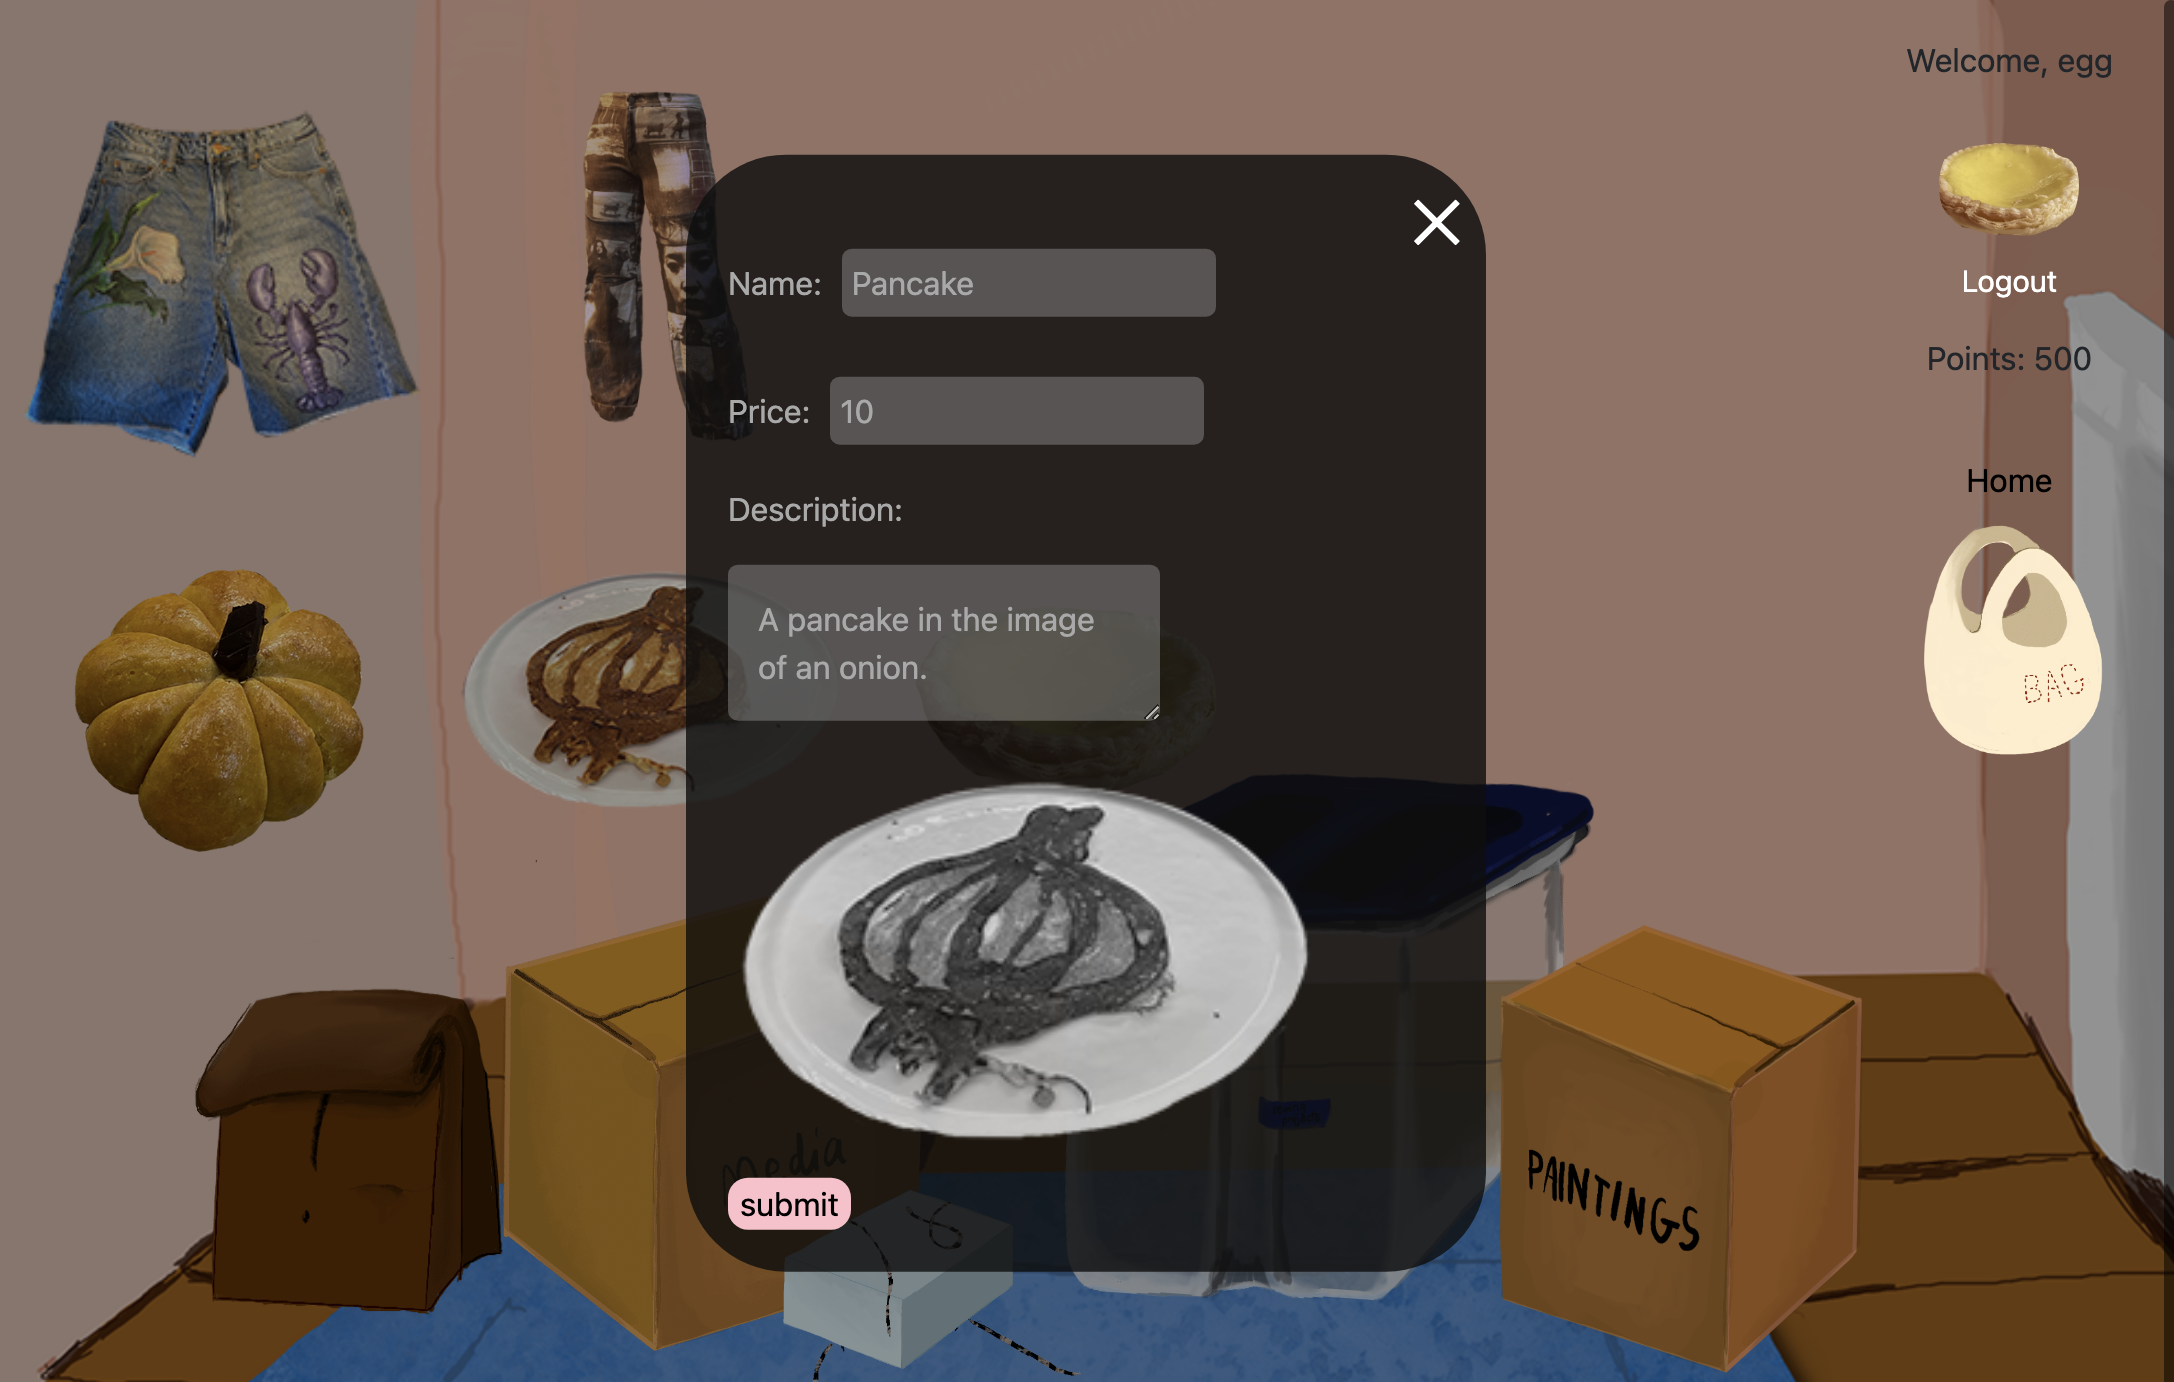 Welcome, egg
Logout
Points: 500
Home
BAG
Name: Pancake
Price: 10
Description:
A pancake in the image
of an onion.
Media
submit
PAINTINGS